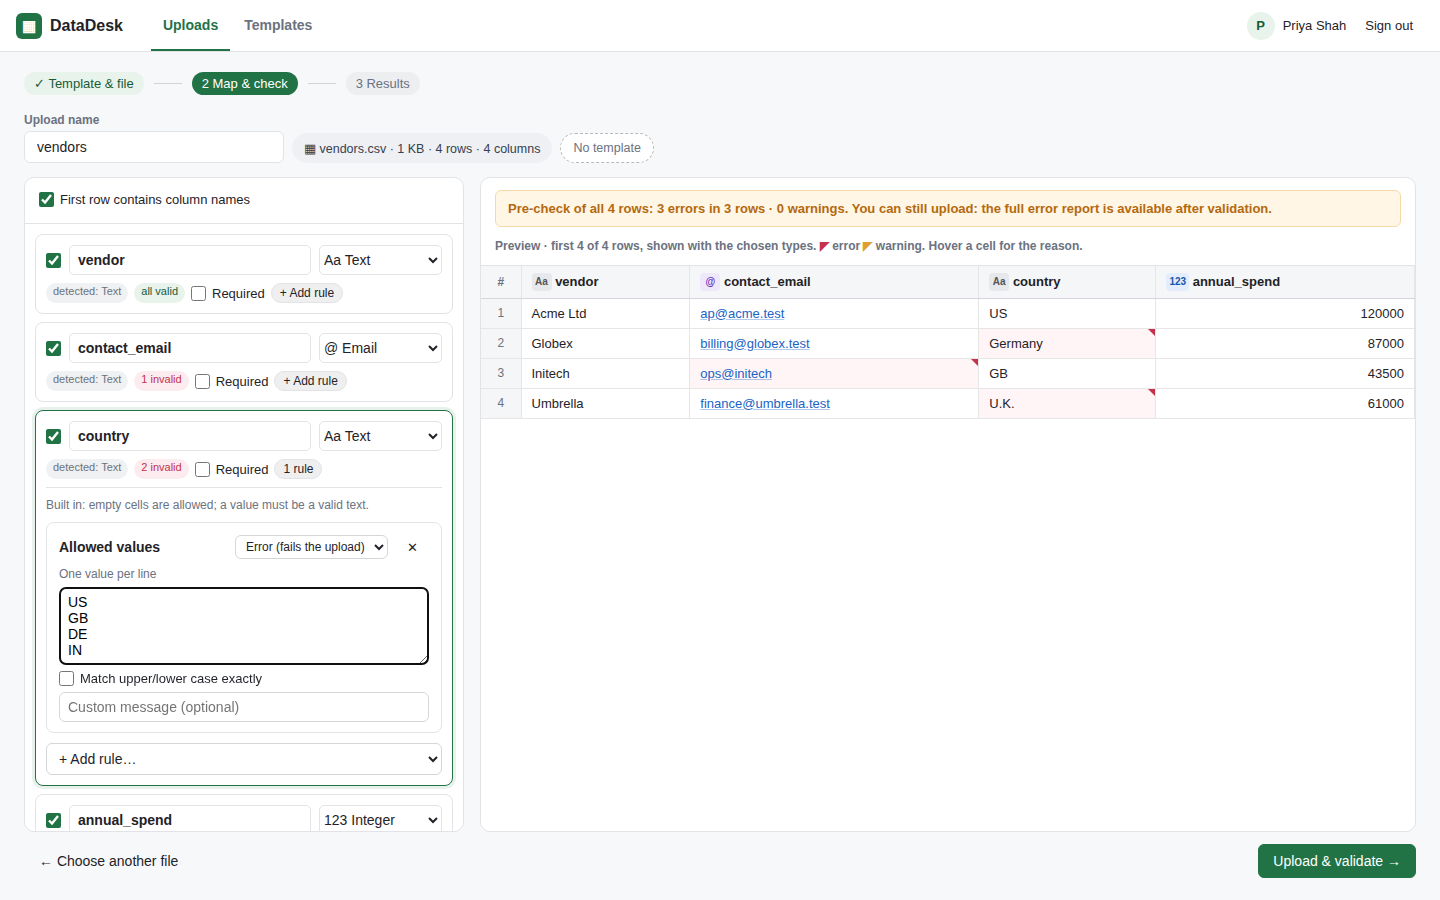 DataDesk
Uploads
Templates
P
Priya Shah
Sign out
✓ Template & file
2 Map & check
3 Results
Upload name
vendors
vendors.csv · 1 KB · 4 rows · 4 columns
No template
First row contains column names
vendor
Aa Text
detected: Text
all valid
Required
+ Add rule
contact_email
@ Email
detected: Text
1 invalid
Required
+ Add rule
country
Aa Text
detected: Text
2 invalid
Required
1 rule
Built in: empty cells are allowed; a value must be a valid text.
Allowed values
Error (fails the upload)
✕
One value per line
US
GB
DE
IN
Match upper/lower case exactly
Custom message (optional)
+ Add rule…
annual_spend
123 Integer
Pre-check of all 4 rows: 3 errors in 3 rows · 0 warnings. You can still upload: the full error report is available after validation.
Preview · first 4 of 4 rows, shown with the chosen types. error warning. Hover a cell for the reason.
# Aa vendor @ contact_email Aa country 123 annual_spend
1 Acme Ltd ap@acme.test US 120000
2 Globex billing@globex.test Germany 87000
3 Initech ops@initech GB 43500
4 Umbrella finance@umbrella.test U.K. 61000
← Choose another file
Upload & validate →